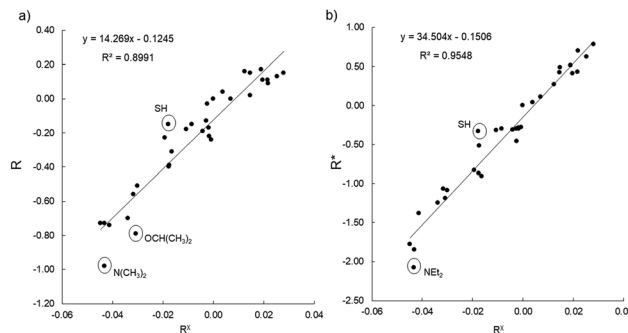 a)
y = 14.269x - 0.1245
R² = 0.8991
0.40
0.20
0.00
-0.20
-0.40
-0.60
-0.80
-1.00
-1.20
R
SH
OCH(CH₃)₂
N(CH₃)₂
-0.06
-0.04
-0.02
0.00
0.02
0.04
Rˣ
b)
y = 34.504x - 0.1506
R² = 0.9548
1.00
0.50
0.00
-0.50
-1.00
-1.50
-2.00
-2.50
R*
SH
NEt₂
-0.06
-0.04
-0.02
0.00
0.02
0.04
Rˣ